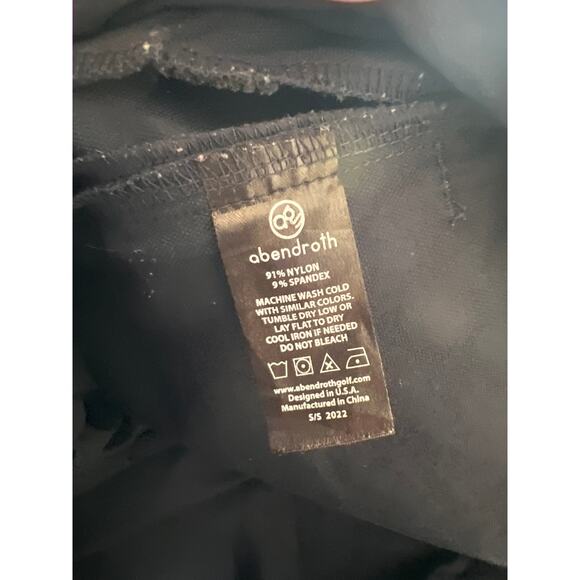 ae
abendroth
91% NYLON
9% SPANDEX
MACHINE WASH COLD
WITH SIMILAR COLORS.
TUMBLE DRY LOW OR
LAY FLAT TO DRY
COOL IRON IF NEEDED
DO NOT BLEACH
www.abendrothgolf.com
Designed in U.S.A.
Manufactured in China
S/S 2022